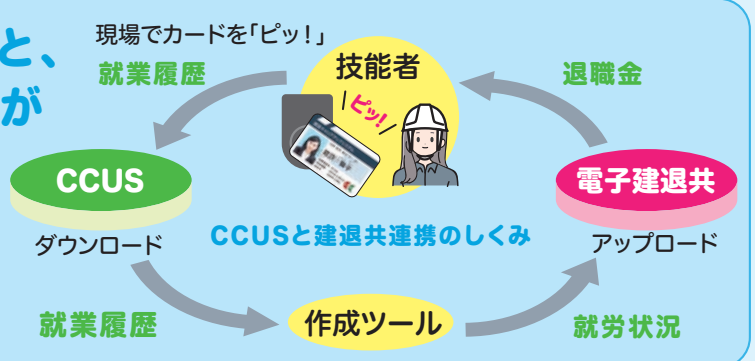 と、
が
現場でカードを「ピッ!」
就業履歴
技能者
ピッ!
退職金
CCUS
ダウンロード
CCUSと建退共連携のしくみ
電子建退共
アップロード
就業履歴
作成ツール
就労状況